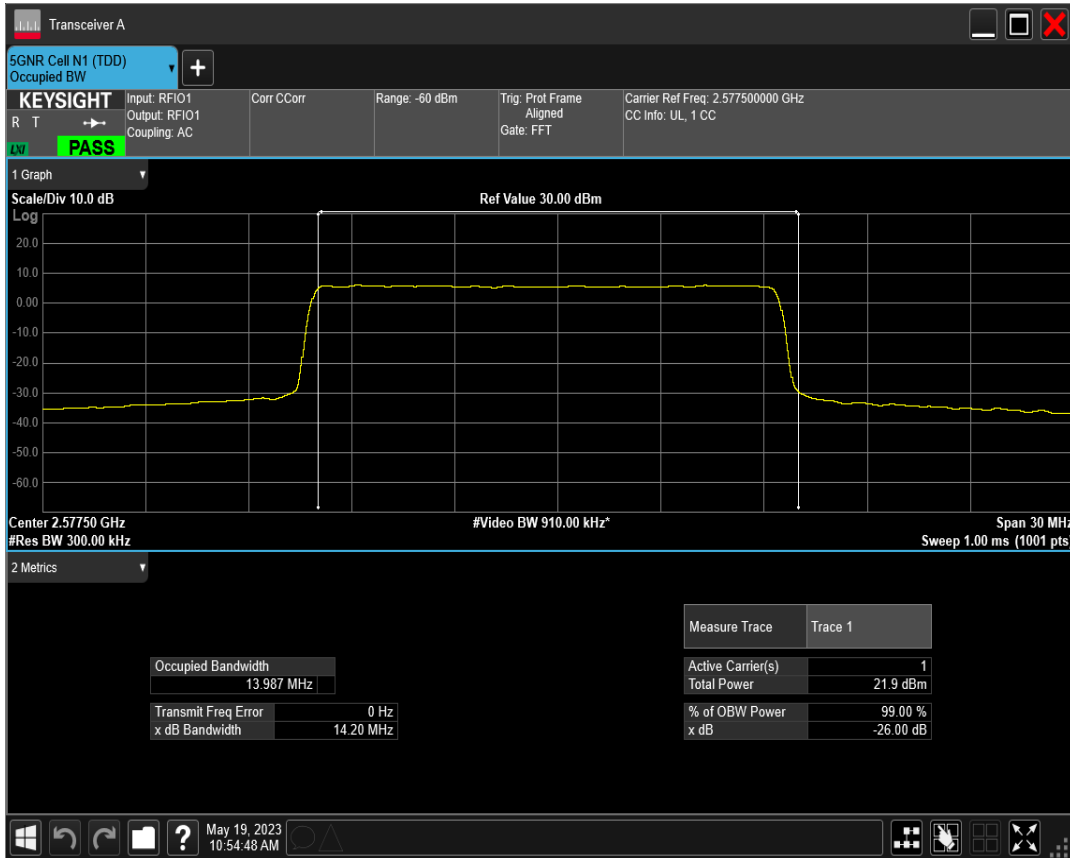 Transceiver A
5GNR Cell N1 (TDD)
Occupied BW
+
KEYSIGHT
R T
LXI
PASS
Input: RFIO1
Output: RFIO1
Coupling: AC
Corr CCorr
Range: -60 dBm
Trig: Prot Frame
Aligned
Gate: FFT
Carrier Ref Freq: 2.577500000 GHz
CC Info: UL, 1 CC
1 Graph
Scale/Div 10.0 dB
Ref Value 30.00 dBm
Log
20.0
10.0
0.00
-10.0
-20.0
-30.0
-40.0
-50.0
-60.0
Center 2.57750 GHz
#Video BW 910.00 kHz*
Span 30 MHz
#Res BW 300.00 kHz
Sweep 1.00 ms (1001 pts)
2 Metrics
Measure Trace Trace 1
Occupied Bandwidth
13.987 MHz
Active Carrier(s) 1
Total Power 21.9 dBm
Transmit Freq Error 0 Hz
x dB Bandwidth 14.20 MHz
% of OBW Power 99.00 %
x dB -26.00 dB
?
May 19, 2023
10:54:48 AM